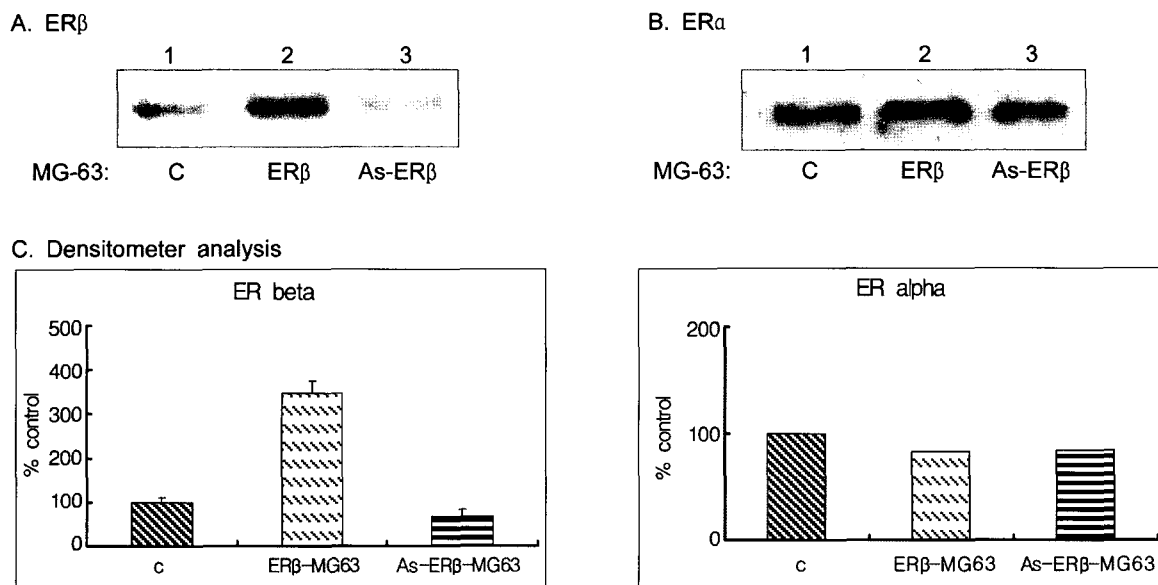 A. ERβ
1 2 3
MG-63: C ERβ As-ERβ
B. ERα
1 2 3
MG-63: C ERβ As-ERβ
C. Densitometer analysis
ER beta
% control
500
400
300
200
100
0
c ERβ-MG63 As-ERβ-MG63
ER alpha
% control
200
100
0
c ERβ-MG63 As-ERβ-MG63